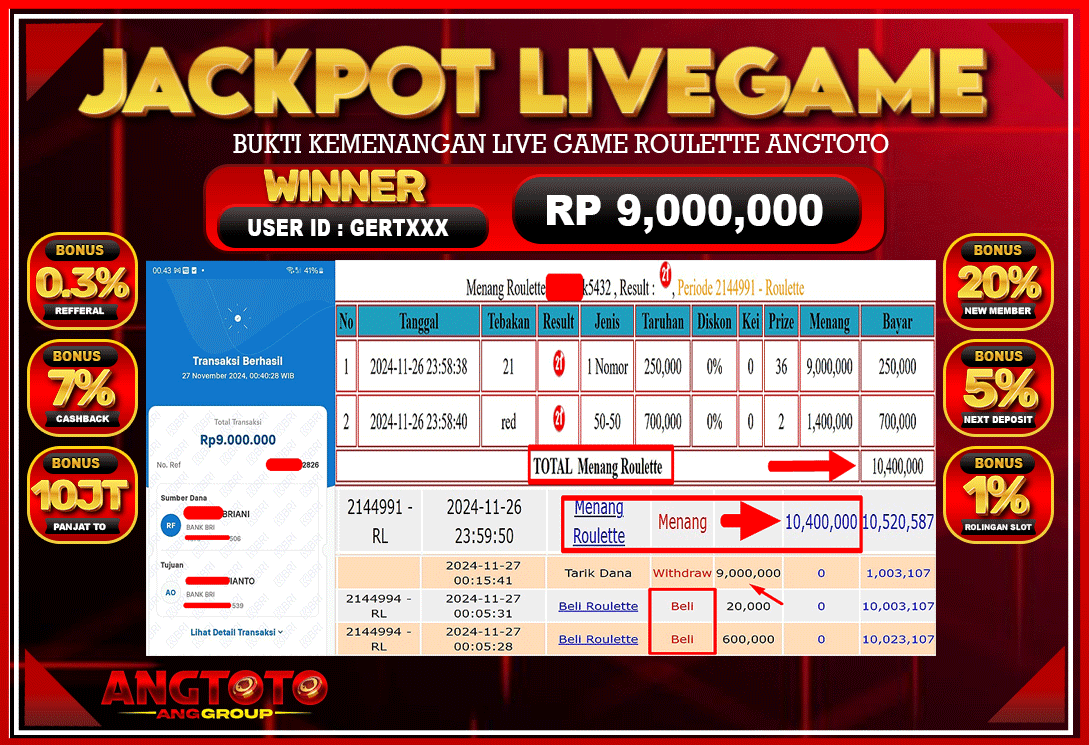 JACKPOT LIVEGAME
BUKTI KEMENANGAN LIVE GAME ROULETTE ANGTOTO
WINNER
USER ID : GERTXXX
RP 9,000,000
BONUS
0.3%
REFFERAL
BONUS
7%
CASHBACK
BONUS
10JT
PANJAT TO
BONUS
20%
NEW MEMBER
BONUS
5%
NEXT DEPOSIT
BONUS
1%
ROLINGAN SLOT
00.43 41%
Transaksi Berhasil
27 November 2024, 00:40:28 WIB
Total Transaksi
Rp9.000.000
No. Ref 2826
Sumber Dana
RF BRIANI
BANK BRI
506
Tujuan
AO IANTO
BANK BRI
539
Lihat Detail Transaksi
Menang Roulette k5432 , Result : 21 , Periode 2144991 - Roulette
No Tanggal Tebakan Result Jenis Taruhan Diskon Kei Prize Menang Bayar
1 2024-11-26 23:58:38 21 21 1 Nomor 250,000 0% 0 36 9,000,000 250,000
2 2024-11-26 23:58:40 red 21 50-50 700,000 0% 0 2 1,400,000 700,000
TOTAL Menang Roulette 10,400,000
2144991 - RL 2024-11-26 23:59:50 Menang Roulette Menang 10,400,000 10,520,587
2024-11-27 00:15:41 Tarik Dana Withdraw 9,000,000 0 1,003,107
2144994 - RL 2024-11-27 00:05:31 Beli Roulette Beli 20,000 0 10,003,107
2144994 - RL 2024-11-27 00:05:28 Beli Roulette Beli 600,000 0 10,023,107
ANGTOTO
ANGGROUP